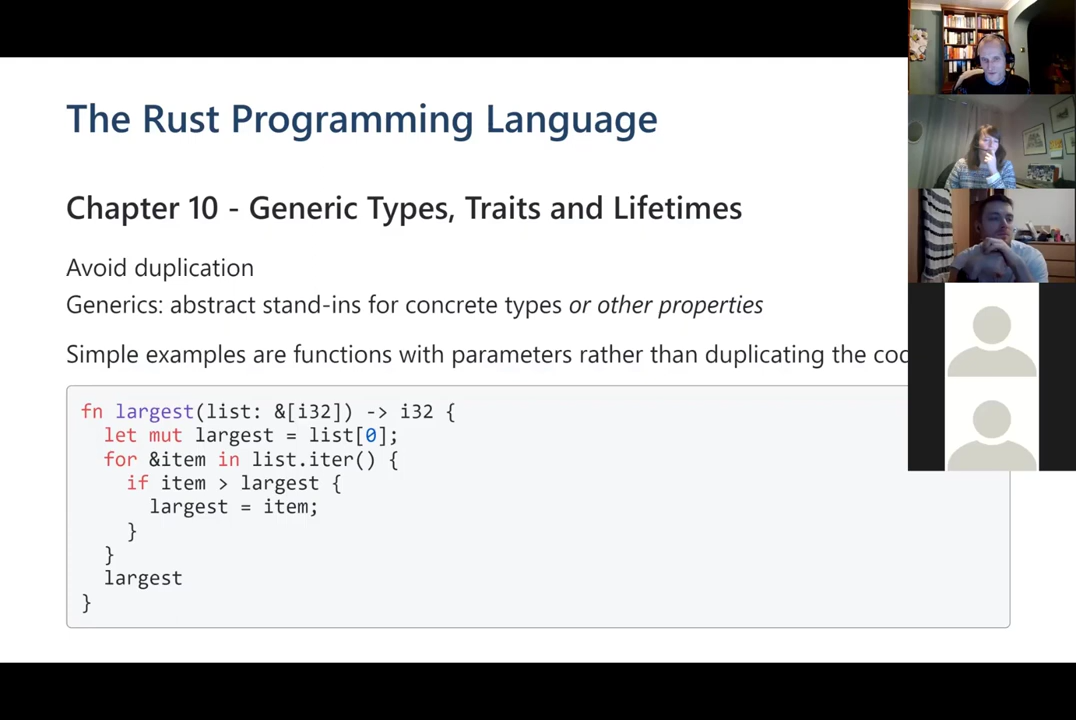 The Rust Programming Language
Chapter 10 - Generic Types, Traits and Lifetimes
Avoid duplication
Generics: abstract stand-ins for concrete types or other properties
Simple examples are functions with parameters rather than duplicating the
fn largest(list: &[i32]) -> i32 {
  let mut largest = list[0];
  for &item in list.iter() {
    if item > largest {
      largest = item;
    }
  }
  largest
}